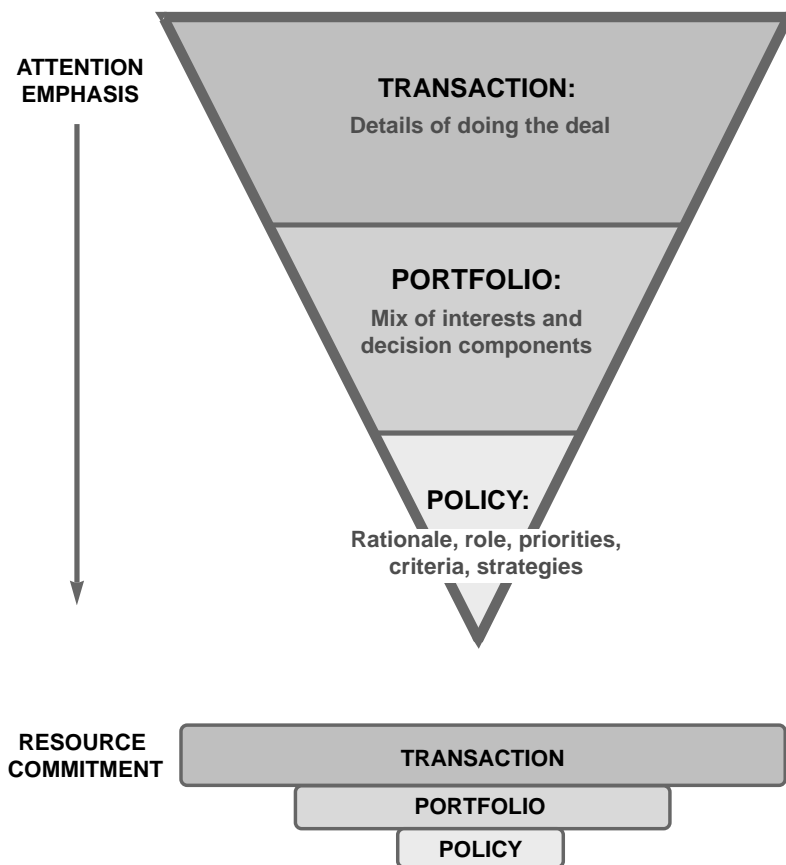 ATTENTION
EMPHASIS
TRANSACTION:
Details of doing the deal
PORTFOLIO:
Mix of interests and
decision components
POLICY:
Rationale, role, priorities,
criteria, strategies
RESOURCE
COMMITMENT
TRANSACTION
PORTFOLIO
POLICY